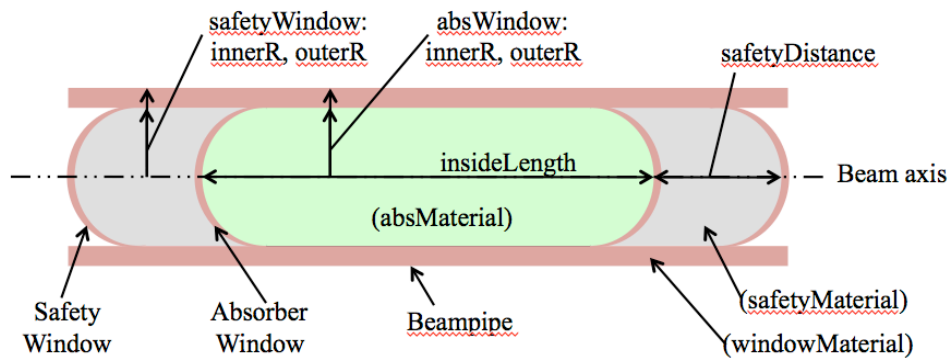 safetyWindow:
innerR, outerR
absWindow:
innerR, outerR
safetyDistance
insideLength
Beam axis
(absMaterial)
Safety
Window
Absorber
Window
Beampipe
(safetyMaterial)
(windowMaterial)